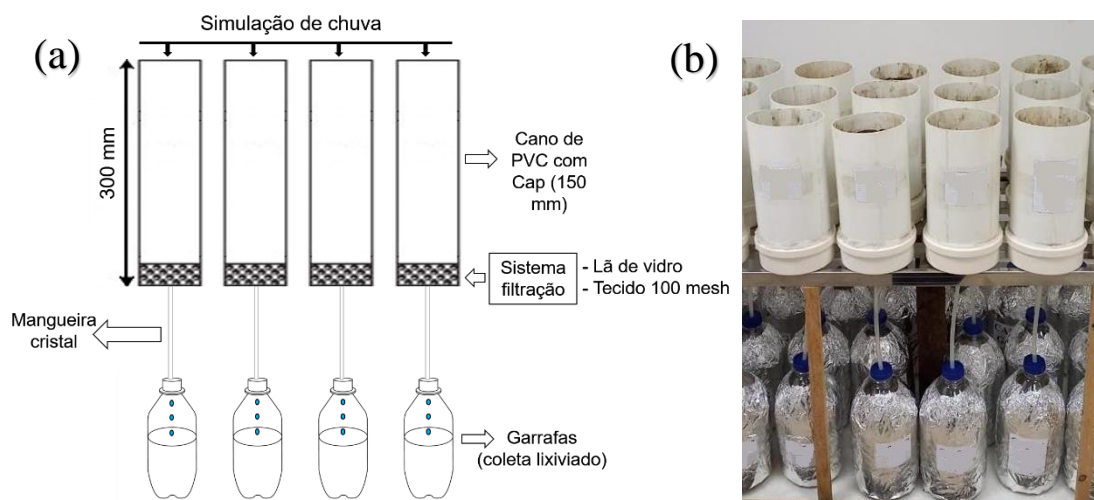 Simulação de chuva
(a)
(b)
300 mm
Cano de
PVC com
Cap (150
mm)
Sistema
filtração
- Lã de vidro
- Tecido 100 mesh
Mangueira
cristal
Garrafas
(coleta lixiviado)